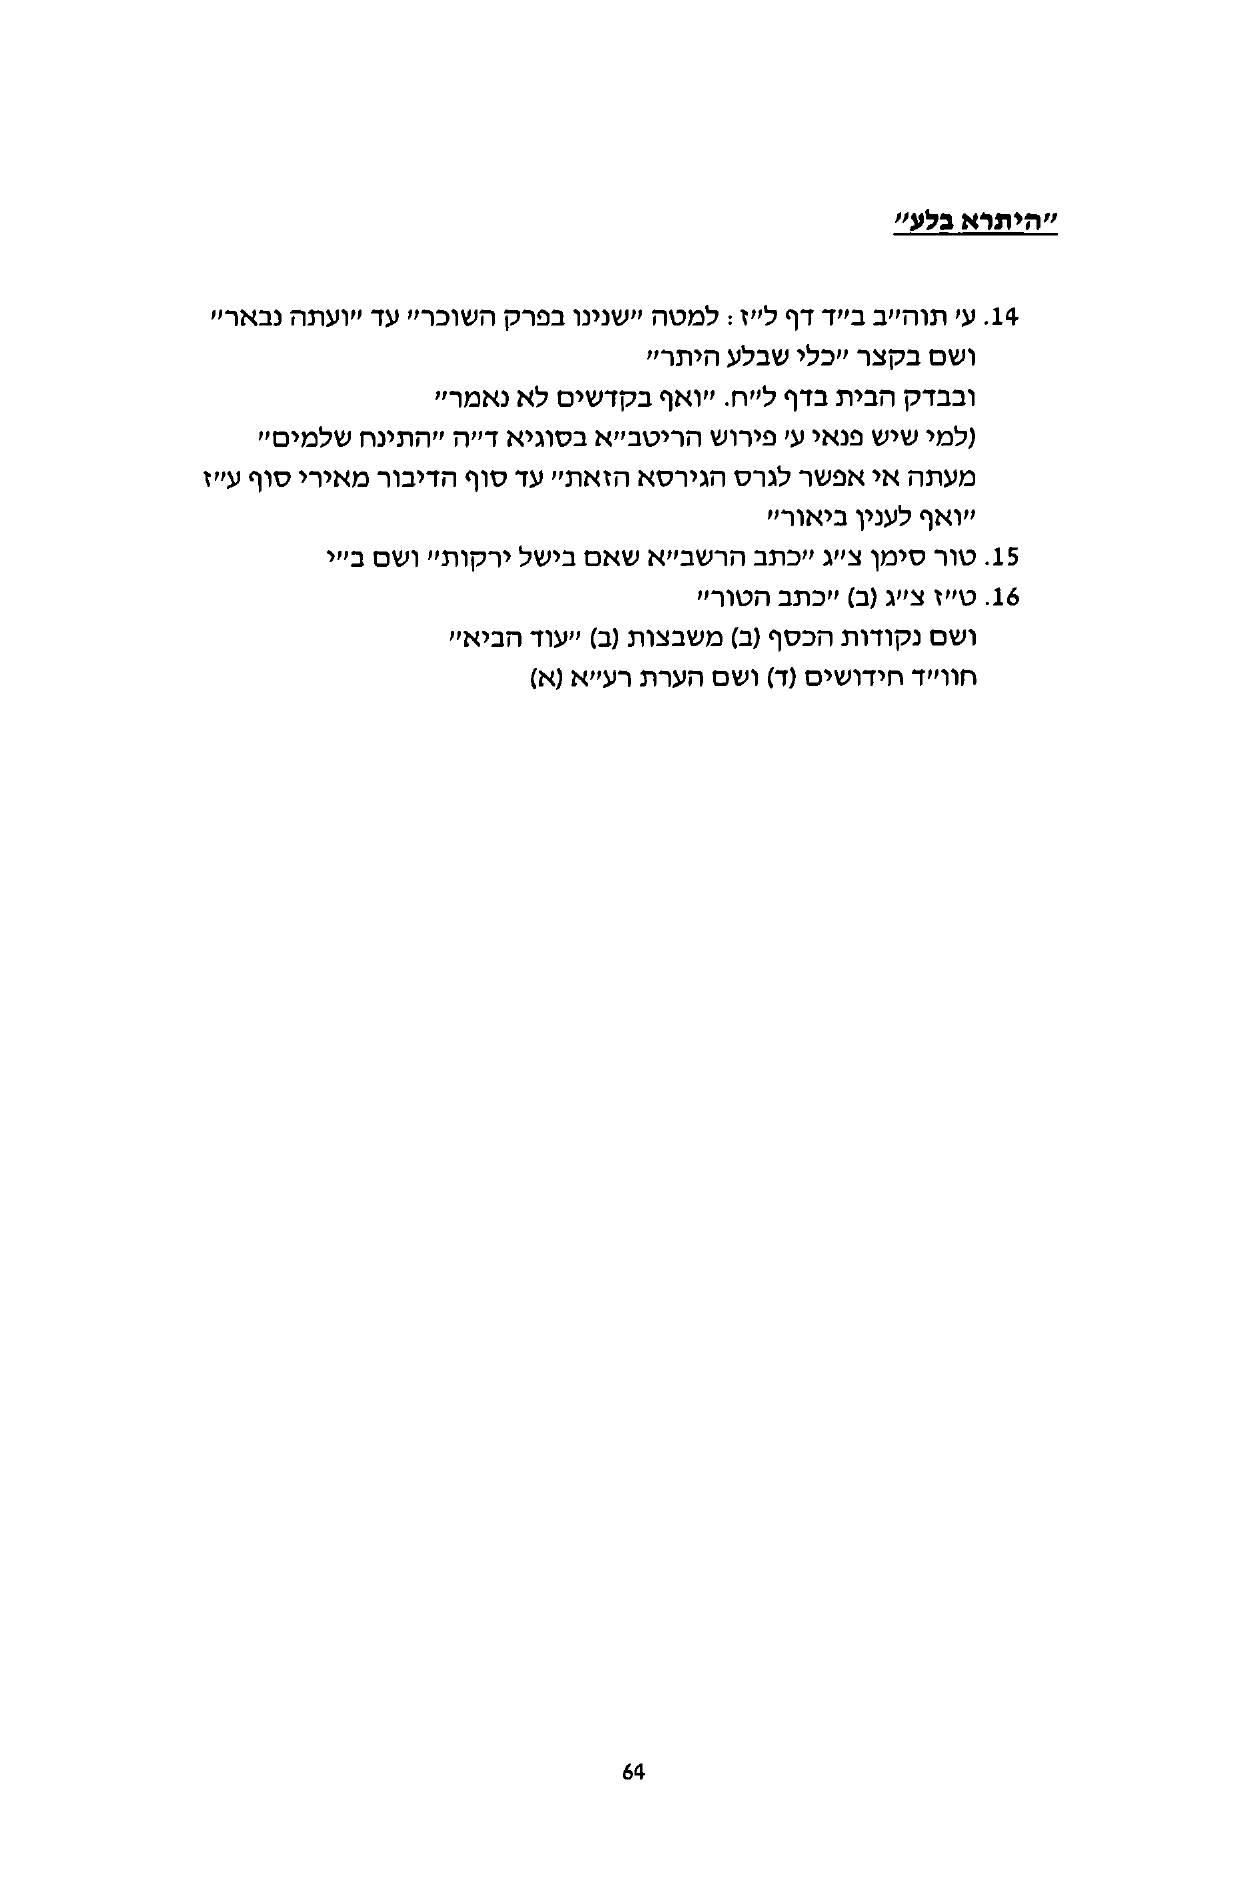 "היתרא בלע"
14. עי' תוה"ב ב"ד דף ל"ז: למטה "שנינו בפרק השוכר" עד "ועתה נבאר"
ושם בקצר "כלי שבלע היתר"
ובבדק הבית בדף ל"ח. "ואף בקדשים לא נאמר"
(למי שיש פנאי ע' פירוש הריטב"א בסוגיא ד"ה "התינח שלמים"
מעתה אי אפשר לגרס הגירסא הזאת" עד סוף הדיבור מאירי סוף ע"ז
"ואף לענין ביאור"
15. טור סימן צ"ג "כתב הרשב"א שאם בישל ירקות" ושם ב"י
16. ט"ז צ"ג (ב) "כתב הטור"
ושם נקודות הכסף (ב) משבצות (ב) "עוד הביא"
חוו"ד חידושים (ד) ושם הערת רע"א (א)
64